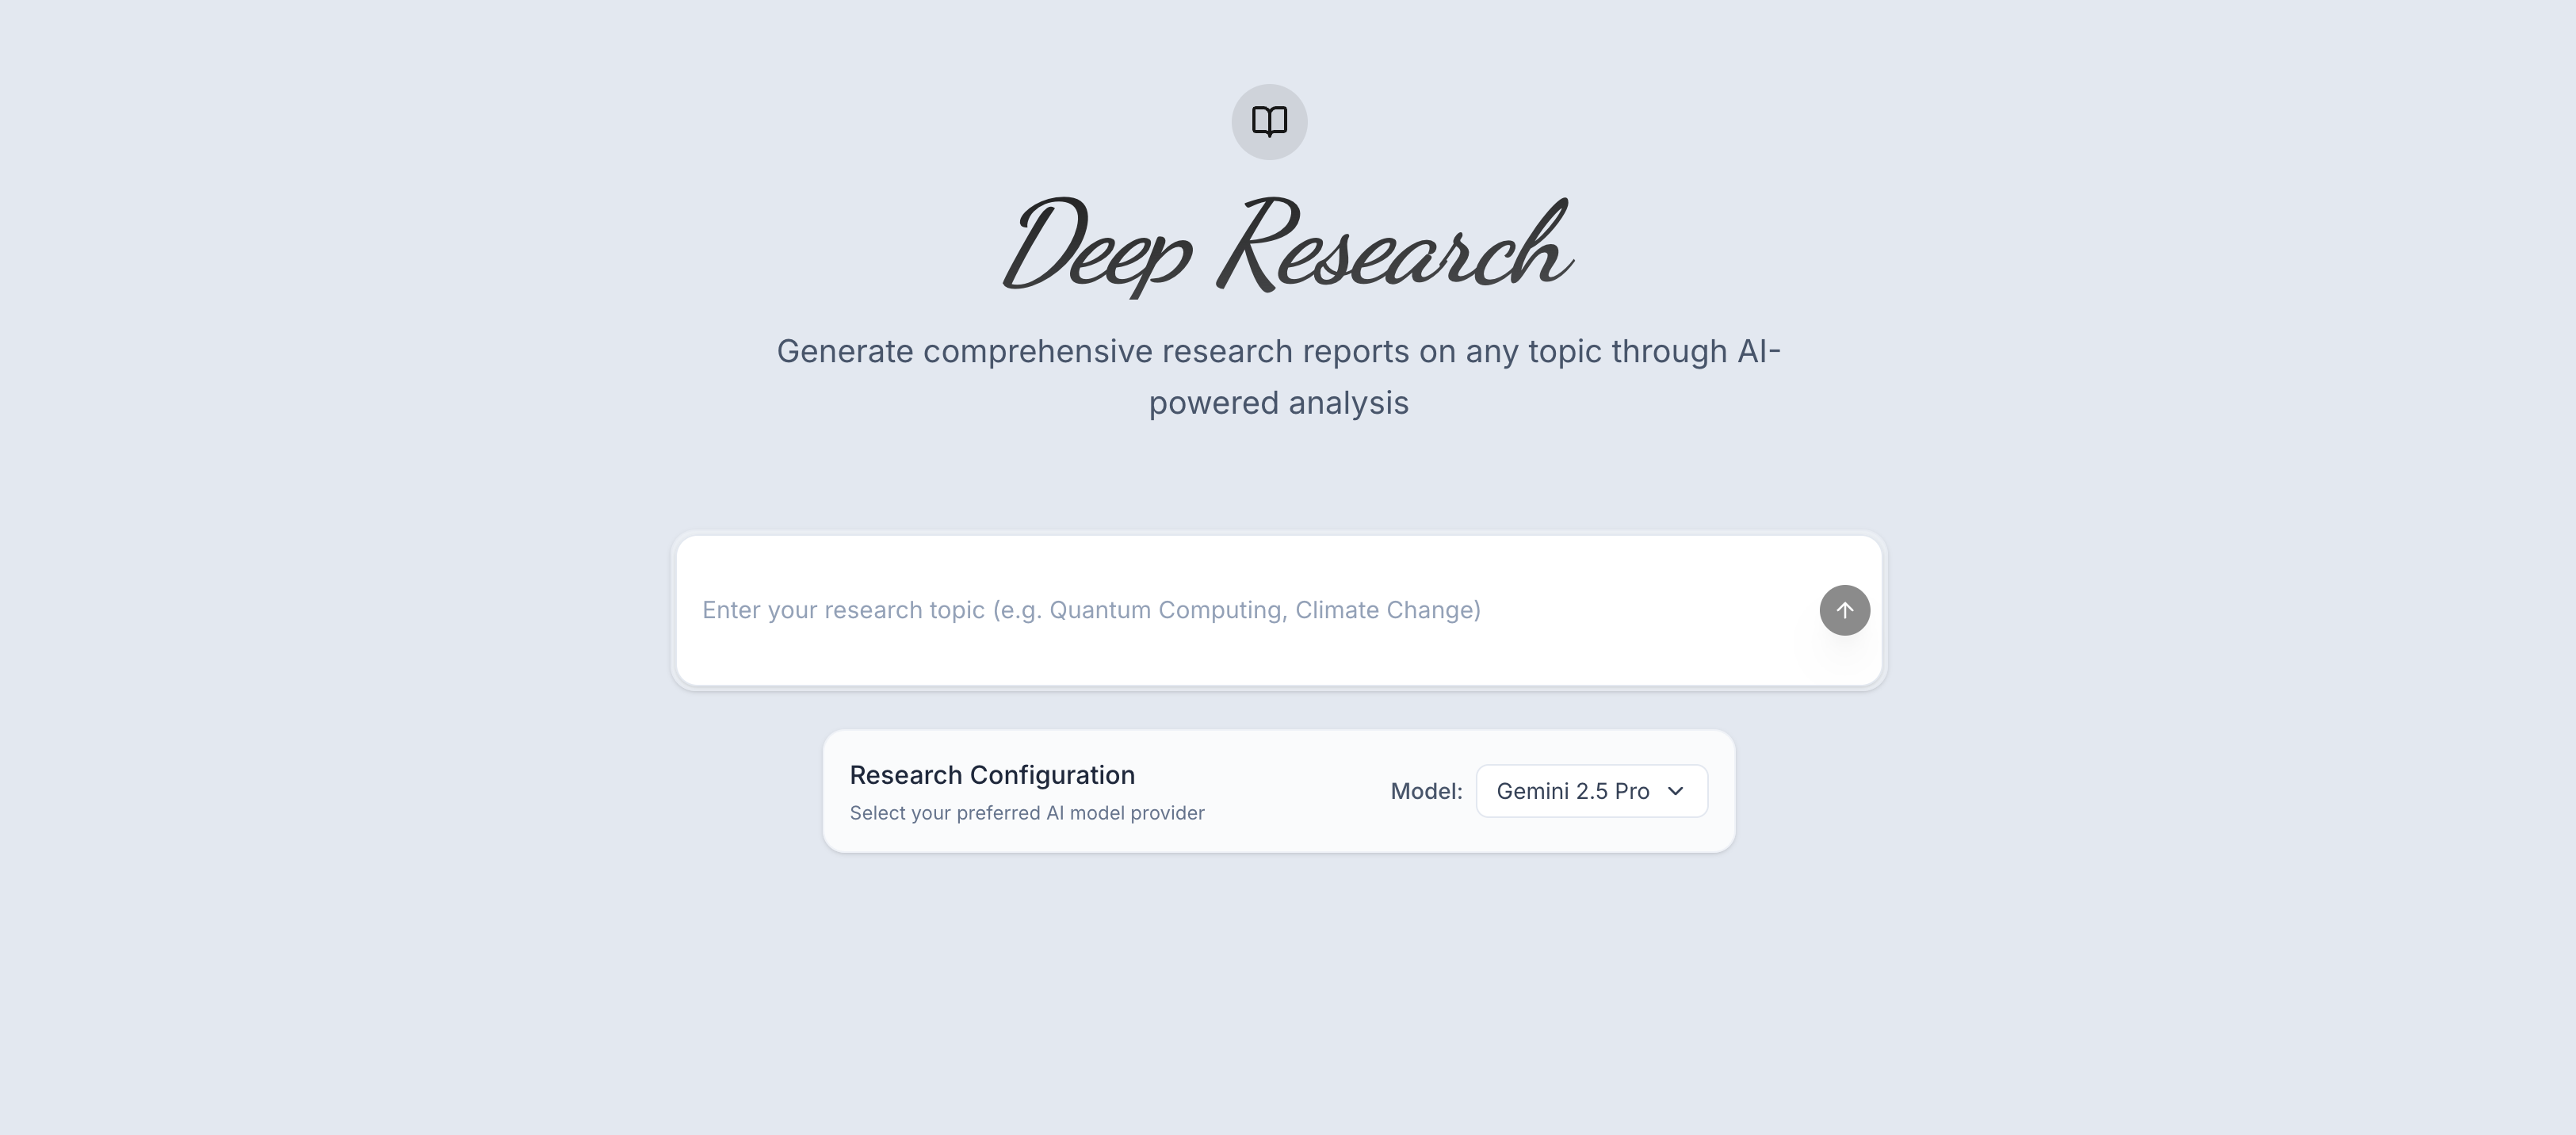 Deep Research
Generate comprehensive research reports on any topic through AI-
powered analysis
Enter your research topic (e.g. Quantum Computing, Climate Change)
Research Configuration
Select your preferred AI model provider
Model: Gemini 2.5 Pro